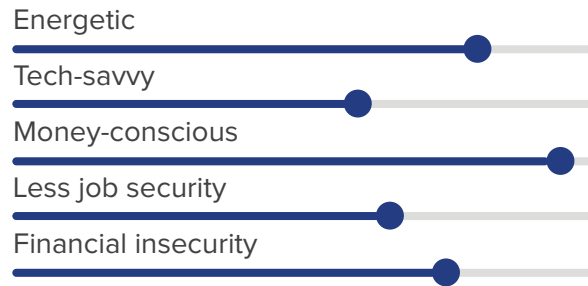 Energetic
Tech-savvy
Money-conscious
Less job security
Financial insecurity